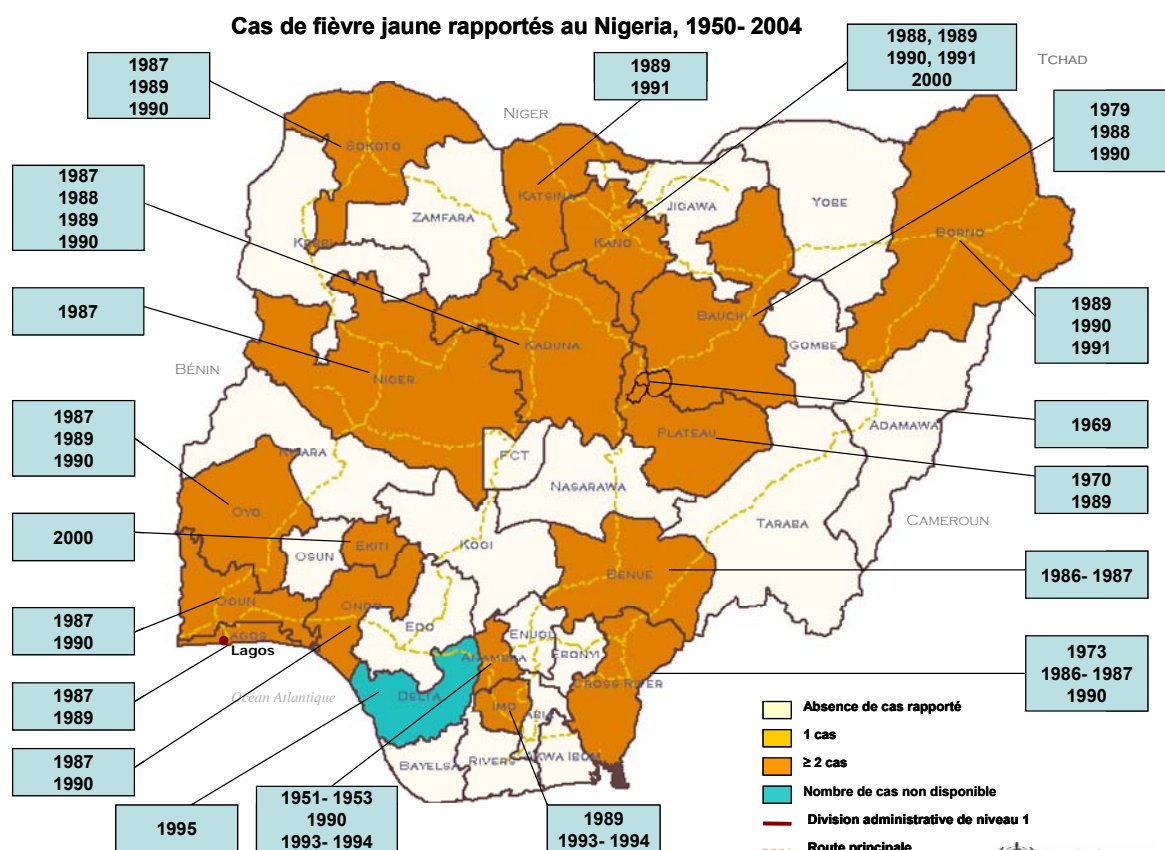 Cas de fièvre jaune rapportés au Nigeria, 1950- 2004
1987
1989
1990
1989
1991
1988, 1989
1990, 1991
2000
TCHAD
NIGER
1979
1988
1990
1987
1988
1989
1990
1987
BÉNIN
1987
1989
1990
2000
1987
1990
1987
1989
1987
1990
1995
1951- 1953
1990
1993- 1994
1989
1993- 1994
1989
1990
1991
1969
1970
1989
CAMEROUN
1986- 1987
1973
1986- 1987
1990
SOKOTO
KATSINA
ZAMFARA
JIGAWA
YOBE
KANO
BORNO
KEBBI
BAUCHI
KADUNA
GOMBE
NIGER
ADAMAWA
PLATEAU
KWARA
FCT
NASARAWA
OYO
TARABA
OSUN
EKITI
KOGI
BENUE
OGUN
ONDO
EDO
ENUGU
EBONYI
LAGOS
Lagos
ANAMBRA
CROSS RIVER
Océan Atlantique
DELTA
IMO
ABIA
BAYELSA
RIVERS
AKWA IBOM
Absence de cas rapporté
1 cas
≥ 2 cas
Nombre de cas non disponible
Division administrative de niveau 1
Route principale